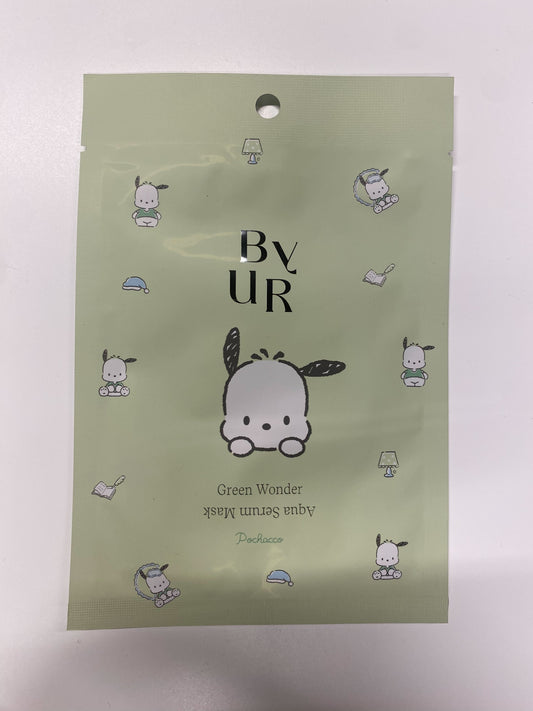 BY
UR
Green Wonder
Aqua Serum Mask
Pochacco